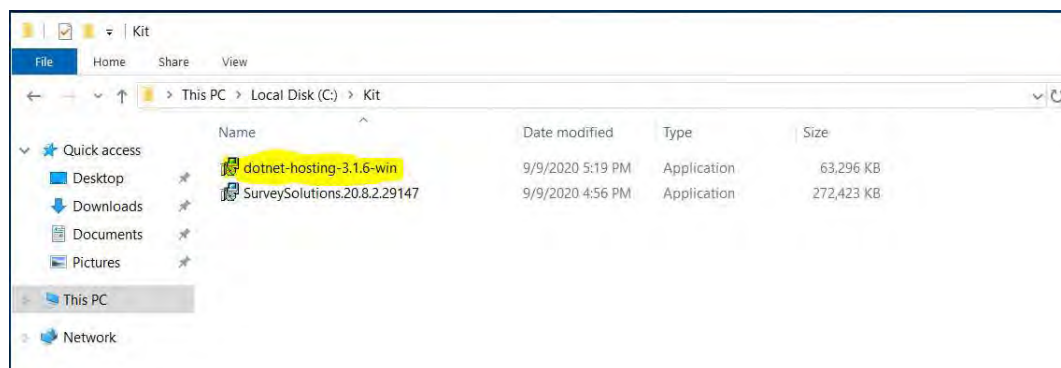 Kit
File Home Share View
This PC > Local Disk (C:) > Kit
Name Date modified Type Size
Quick access
Desktop
Downloads
Documents
Pictures
This PC
Network
dotnet-hosting-3.1.6-win 9/9/2020 5:19 PM Application 63,296 KB
SurveySolutions.20.8.2.29147 9/9/2020 4:56 PM Application 272,423 KB